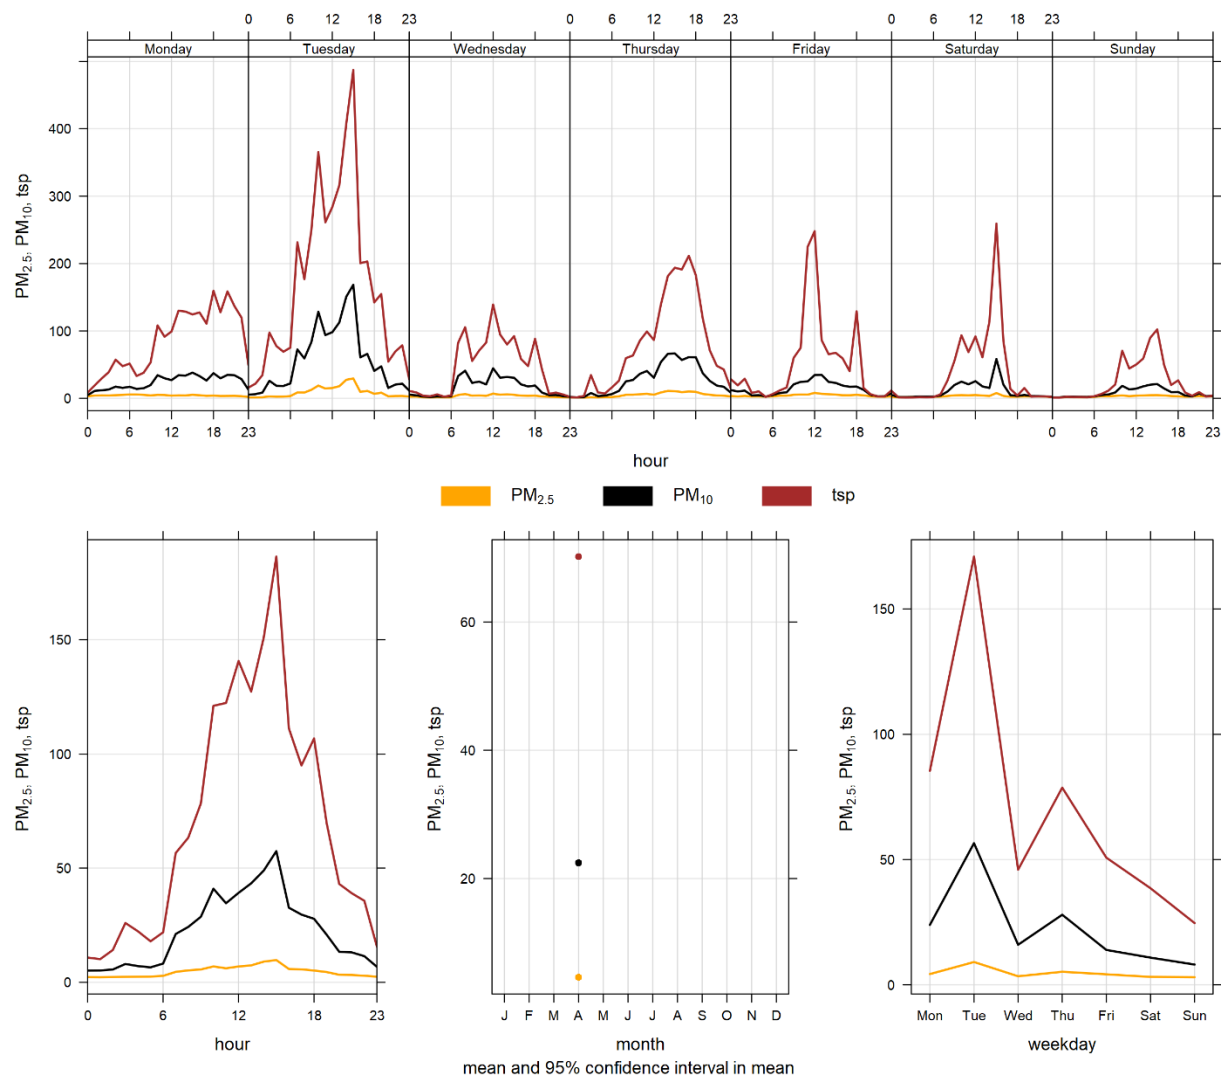 0 6 12 18 23 0 6 12 18 23 0 6 12 18 23
Monday Tuesday Wednesday Thursday Friday Saturday Sunday
400
300
200
100
0
PM2.5, PM10, tsp
0 6 12 18 23 0 6 12 18 23 0 6 12 18 23 0 6 12 18 23
hour
PM2.5 PM10 tsp
150
100
50
0
PM2.5, PM10, tsp
0 6 12 18 23
hour
60
40
20
PM2.5, PM10, tsp
J F M A M J J A S O N D
month
150
100
50
0
PM2.5, PM10, tsp
Mon Tue Wed Thu Fri Sat Sun
weekday
mean and 95% confidence interval in mean